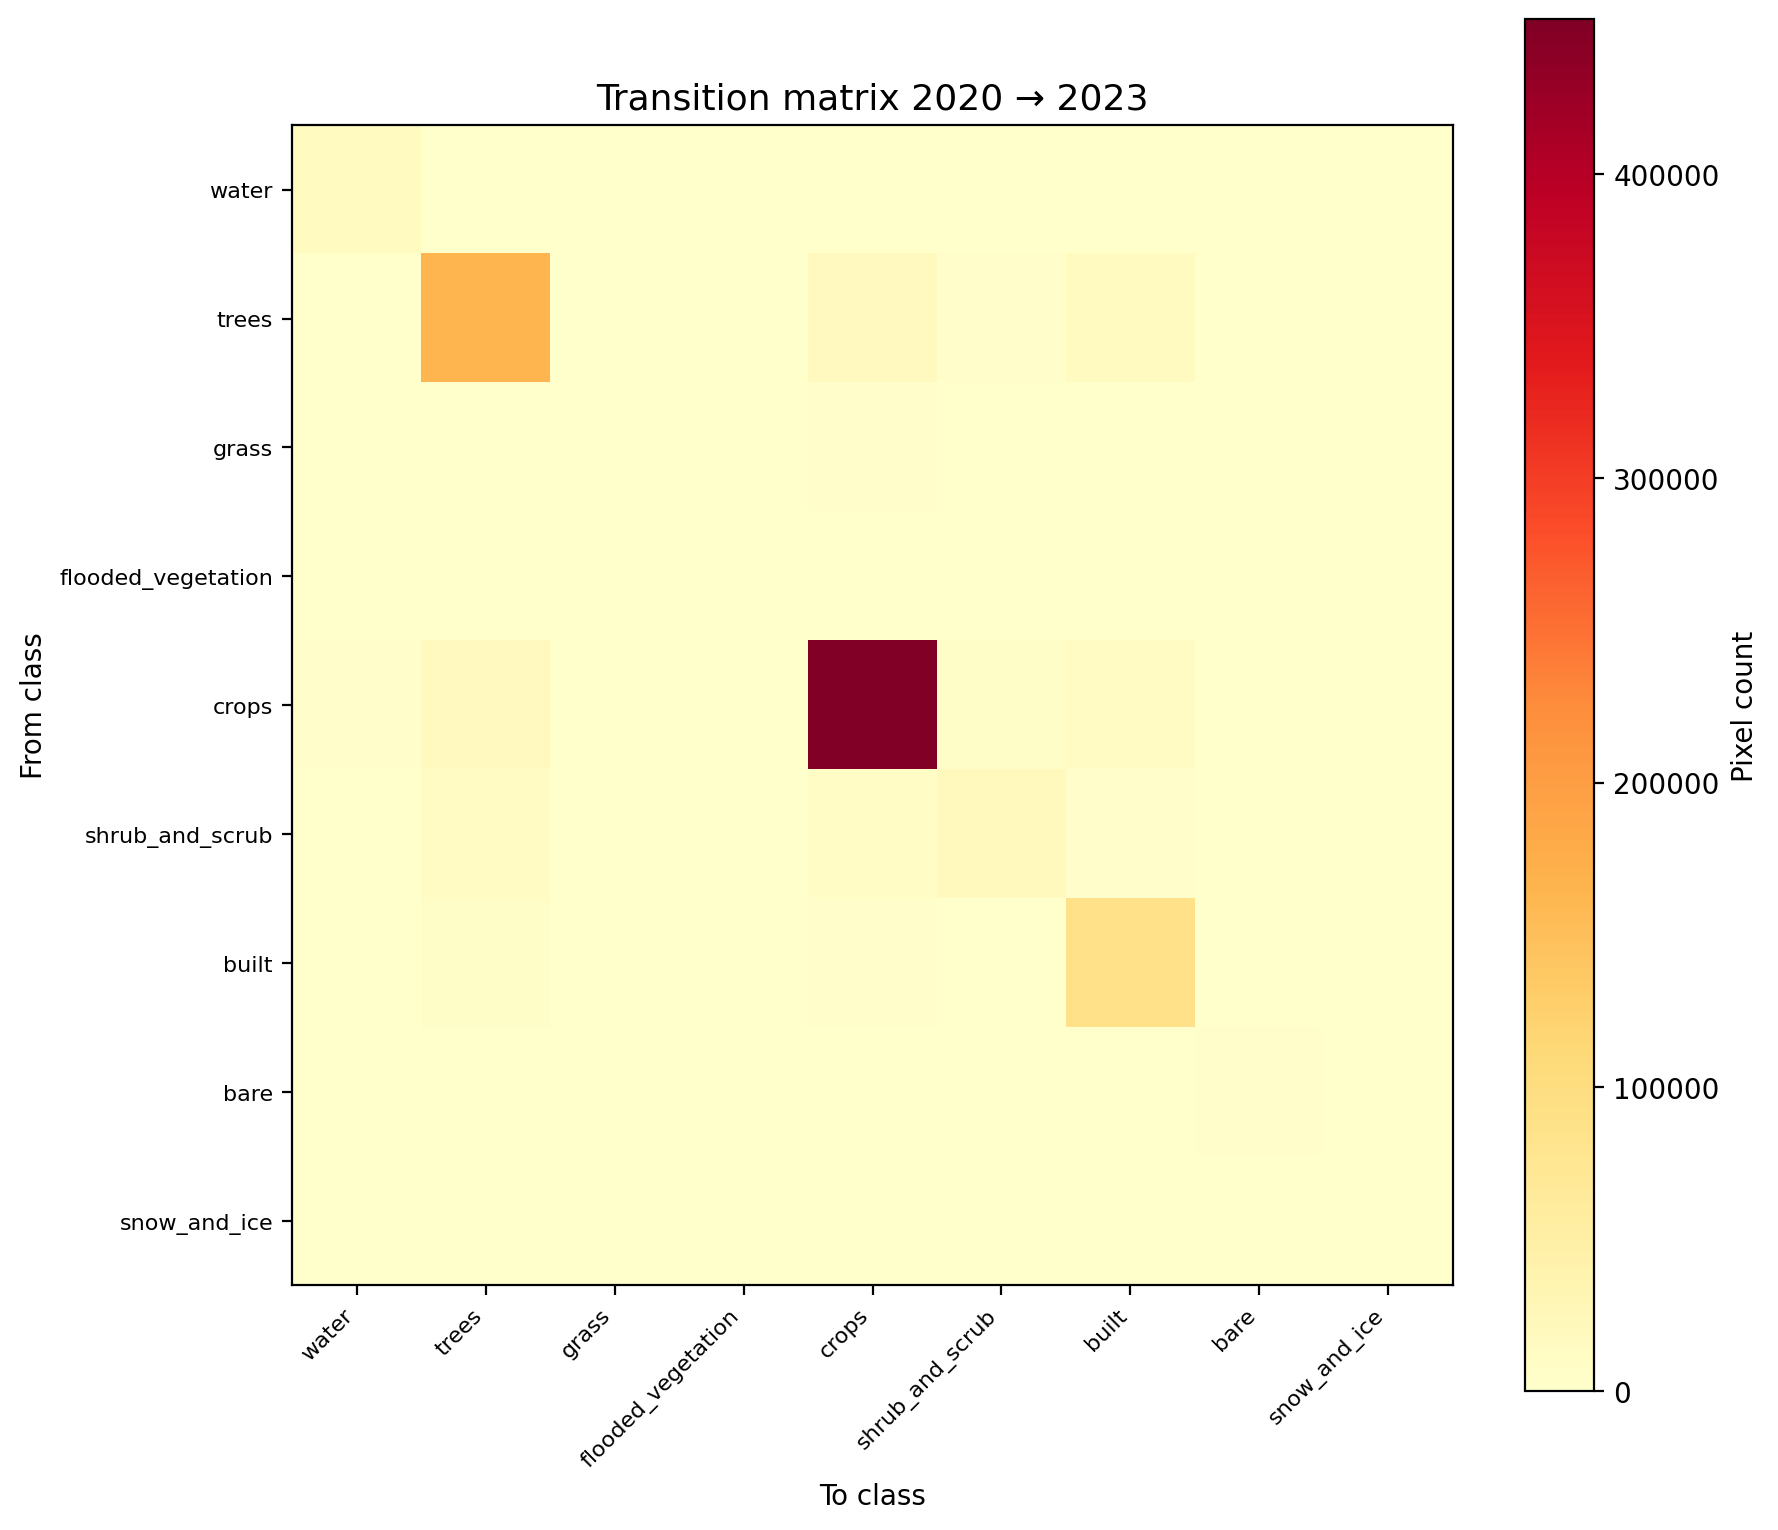 Transition matrix 2020 → 2023
water
trees
grass
flooded_vegetation
crops
shrub_and_scrub
built
bare
snow_and_ice
From class
water
trees
grass
flooded_vegetation
crops
shrub_and_scrub
built
bare
snow_and_ice
To class
400000
300000
200000
100000
0
Pixel count